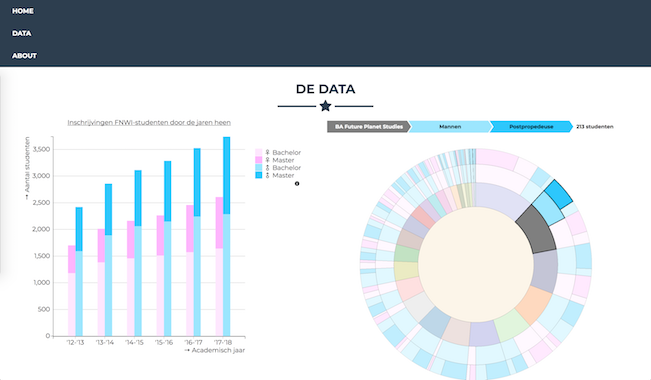 HOME
DATA
ABOUT
DE DATA
Inschrijvingen FNWI-studenten door de jaren heen
BA Future Planet Studies
Mannen
Postpropedeuse
213 studenten
→ Aantal studenten
3,500
3,000
2,500
2,000
1,500
1,000
500
0
♀ Bachelor
♀ Master
♂ Bachelor
♂ Master
'12-'13
'13-'14
'14-'15
'15-'16
'16-'17
'17-'18
→ Academisch jaar